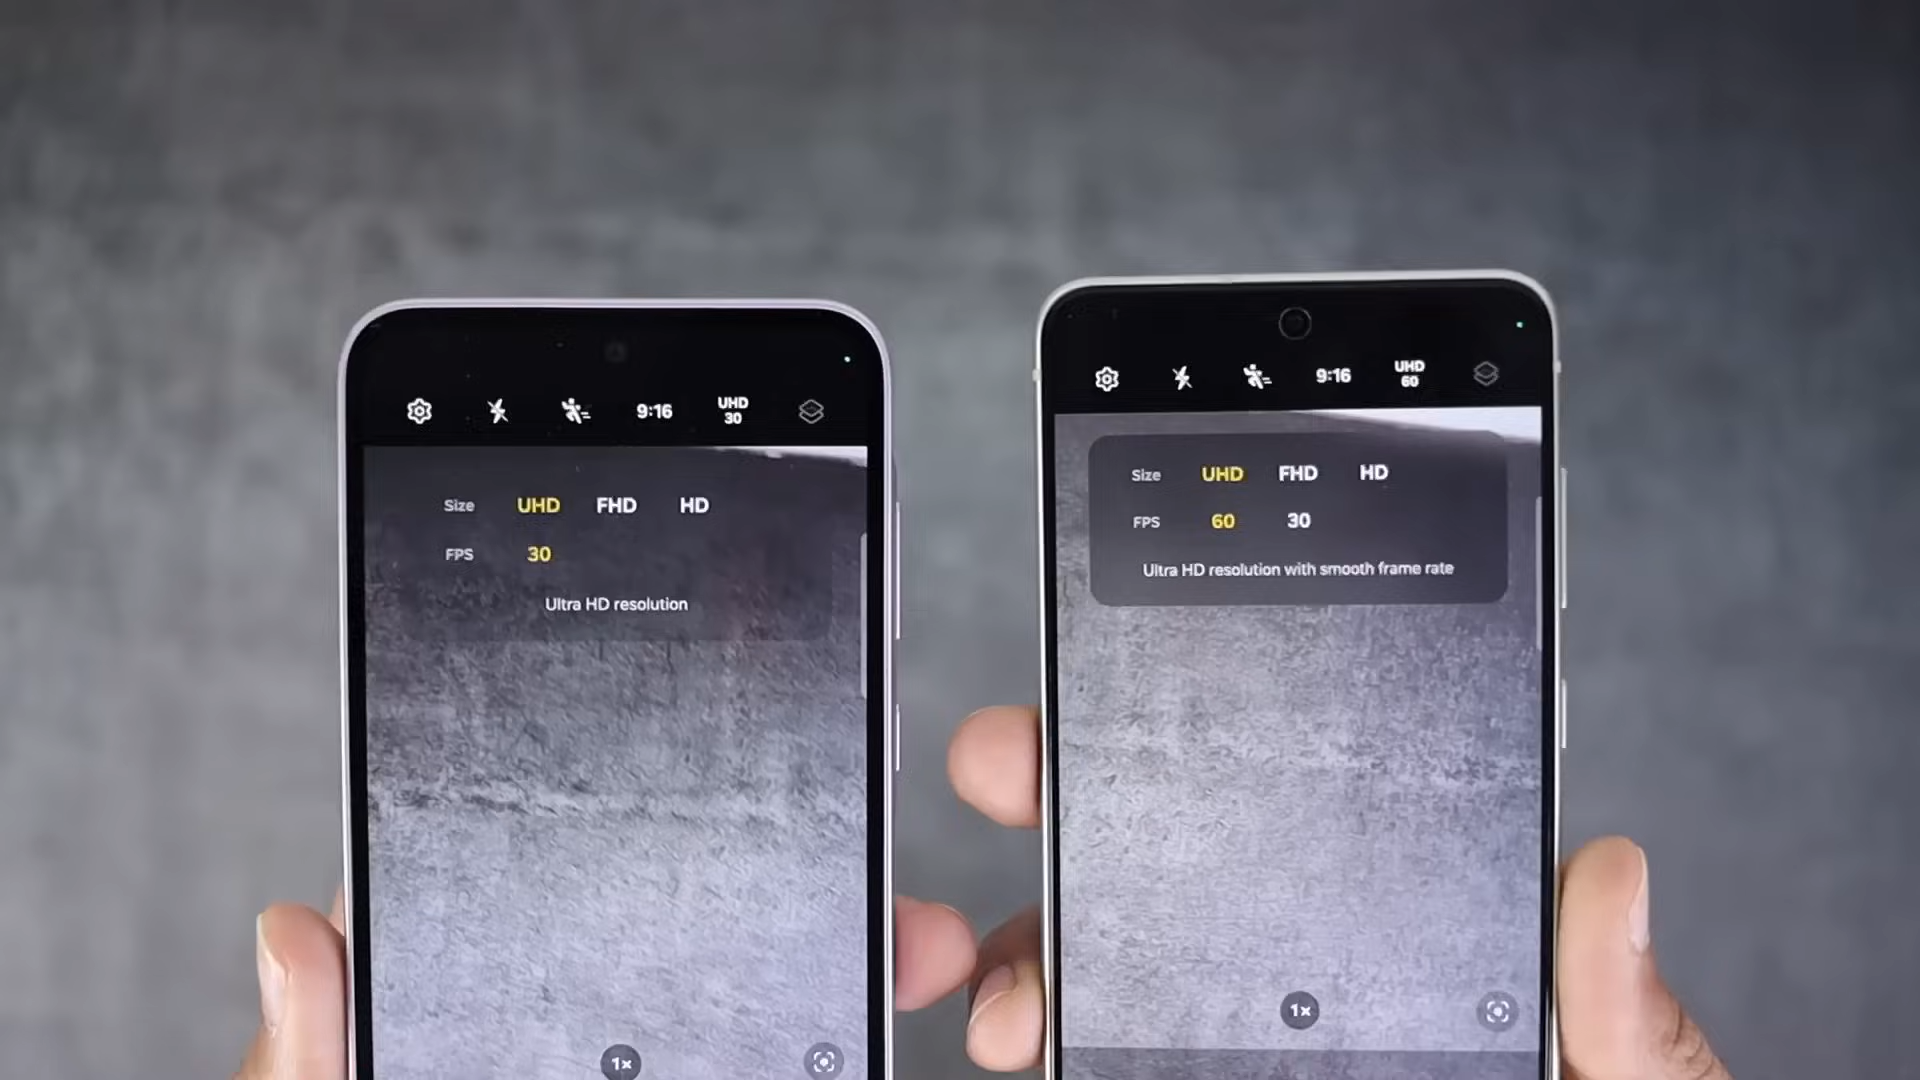 9:16 UHD
30
Size UHD FHD HD
FPS 30
Ultra HD resolution
1x
9:16 UHD
60
Size UHD FHD HD
FPS 60 30
Ultra HD resolution with smooth frame rate
1x